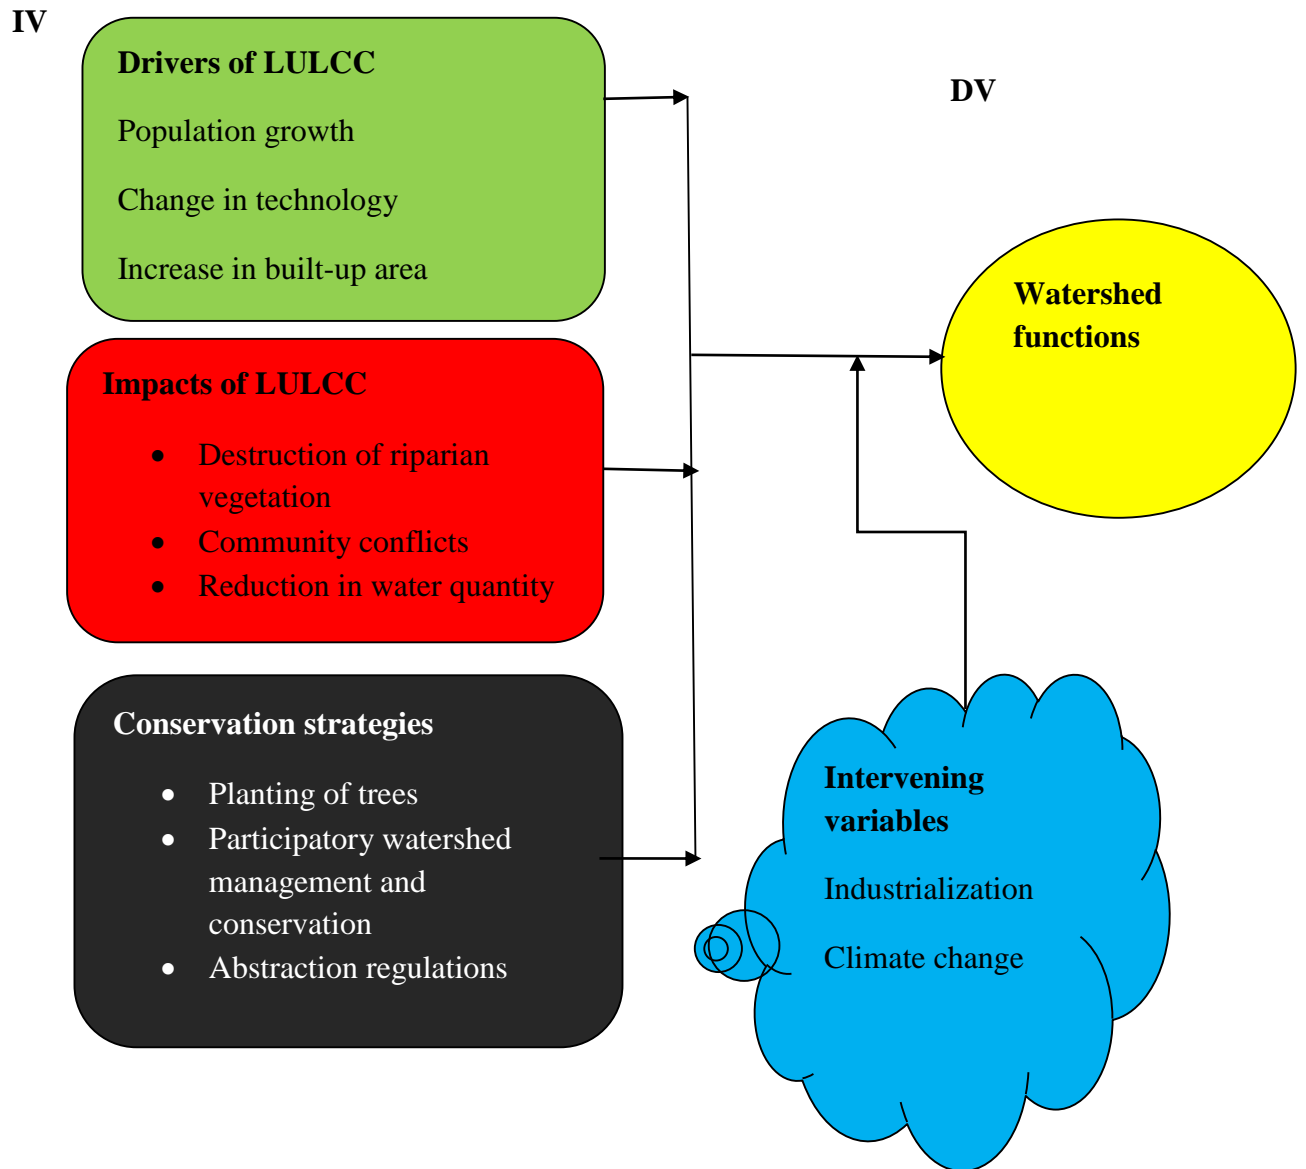 IV
Drivers of LULCC
Population growth
Change in technology
Increase in built-up area
DV
Watershed
functions
Impacts of LULCC
• Destruction of riparian
vegetation
• Community conflicts
• Reduction in water quantity
Conservation strategies
• Planting of trees
• Participatory watershed
management and
conservation
• Abstraction regulations
Intervening
variables
Industrialization
Climate change